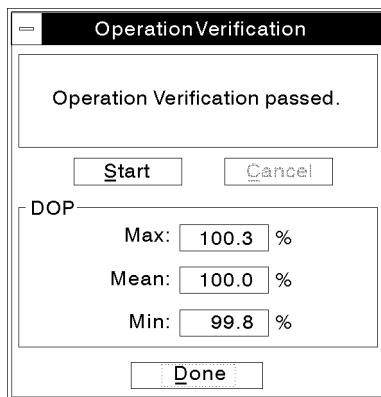 Operation Verification
Operation Verification passed.
Start Cancel
DOP
Max: 100.3 %
Mean: 100.0 %
Min: 99.8 %
Done